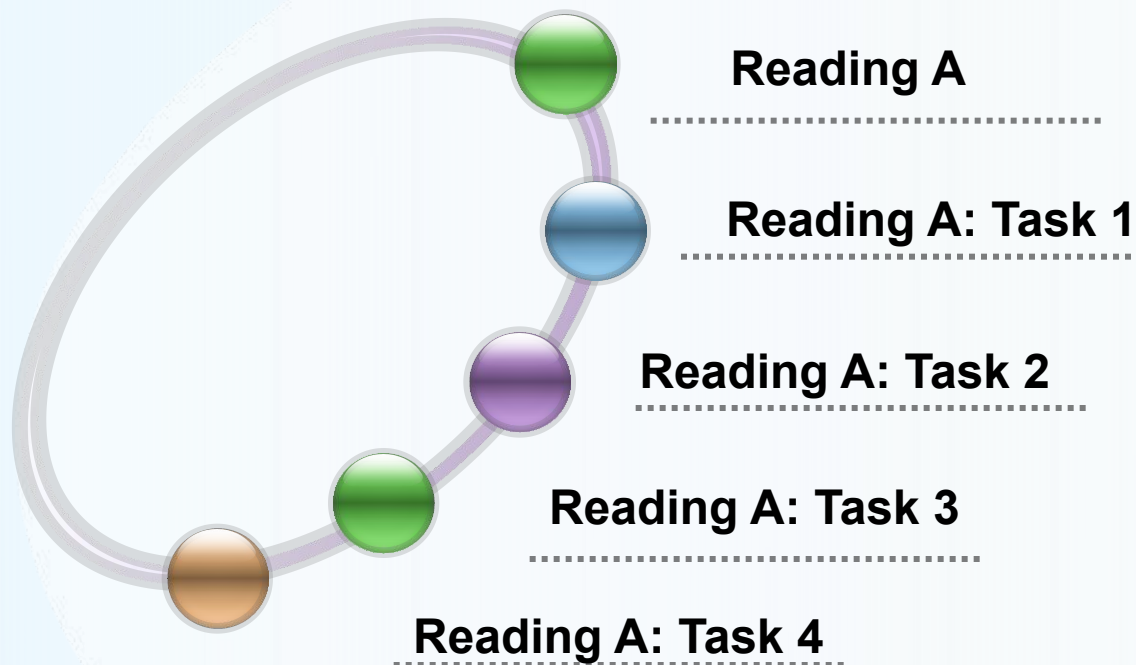 Reading A
Reading A: Task 1
Reading A: Task 2
Reading A: Task 3
Reading A: Task 4